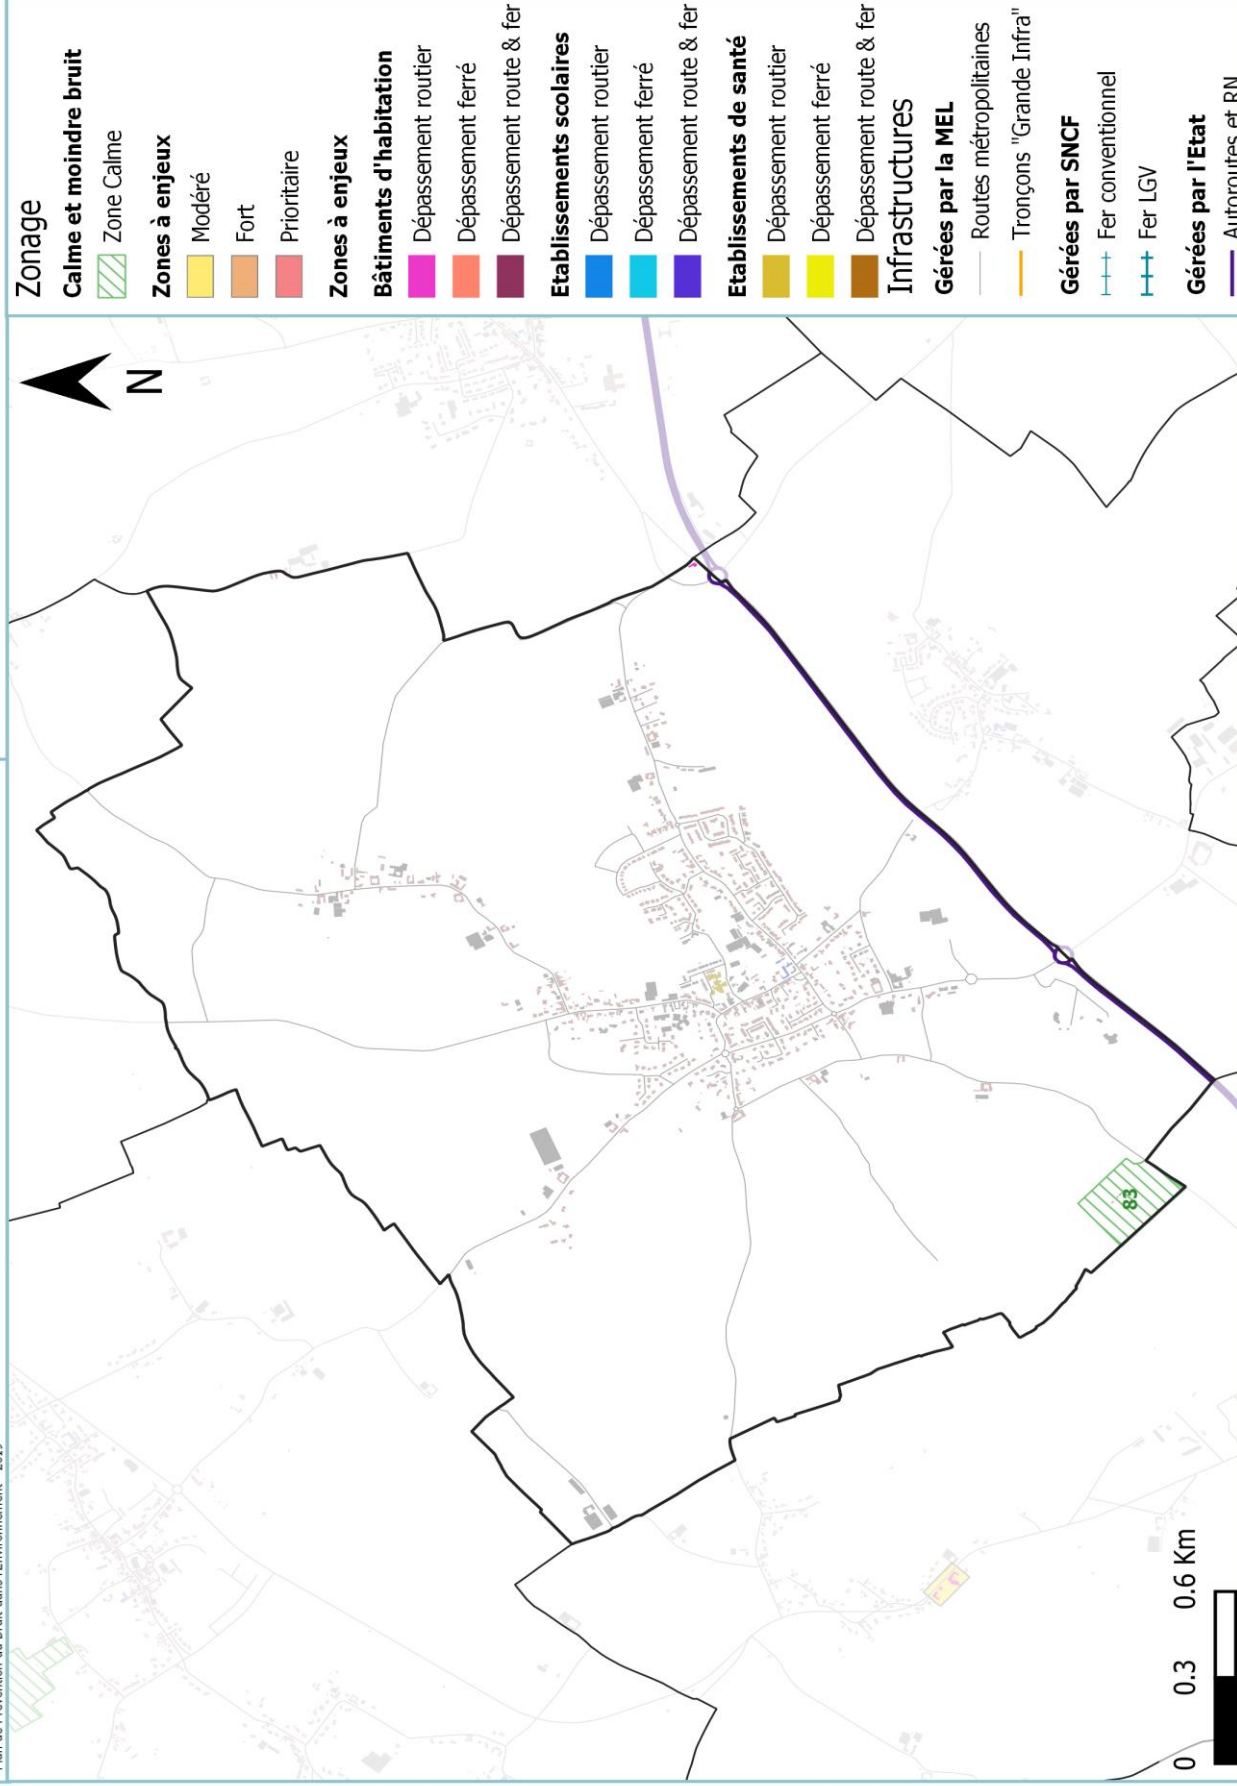 Zonage
Calme et moindre bruit
Zone Calme
Zones à enjeux
Modéré
Fort
Prioritaire
Zones à enjeux
Bâtiments d'habitation
Dépassement routier
Dépassement ferré
Dépassement route & fer
Etablissements scolaires
Dépassement routier
Dépassement ferré
Dépassement route & fer
Etablissements de santé
Dépassement routier
Dépassement ferré
Dépassement route & fer
Infrastructures
Gérées par la MEL
Routes métropolitaines
Tronçons "Grande Infra"
Gérées par SNCF
Fer conventionnel
Fer LGV
Gérées par l'Etat
Autoroutes et RN
N
83
0 0.3 0.6 Km